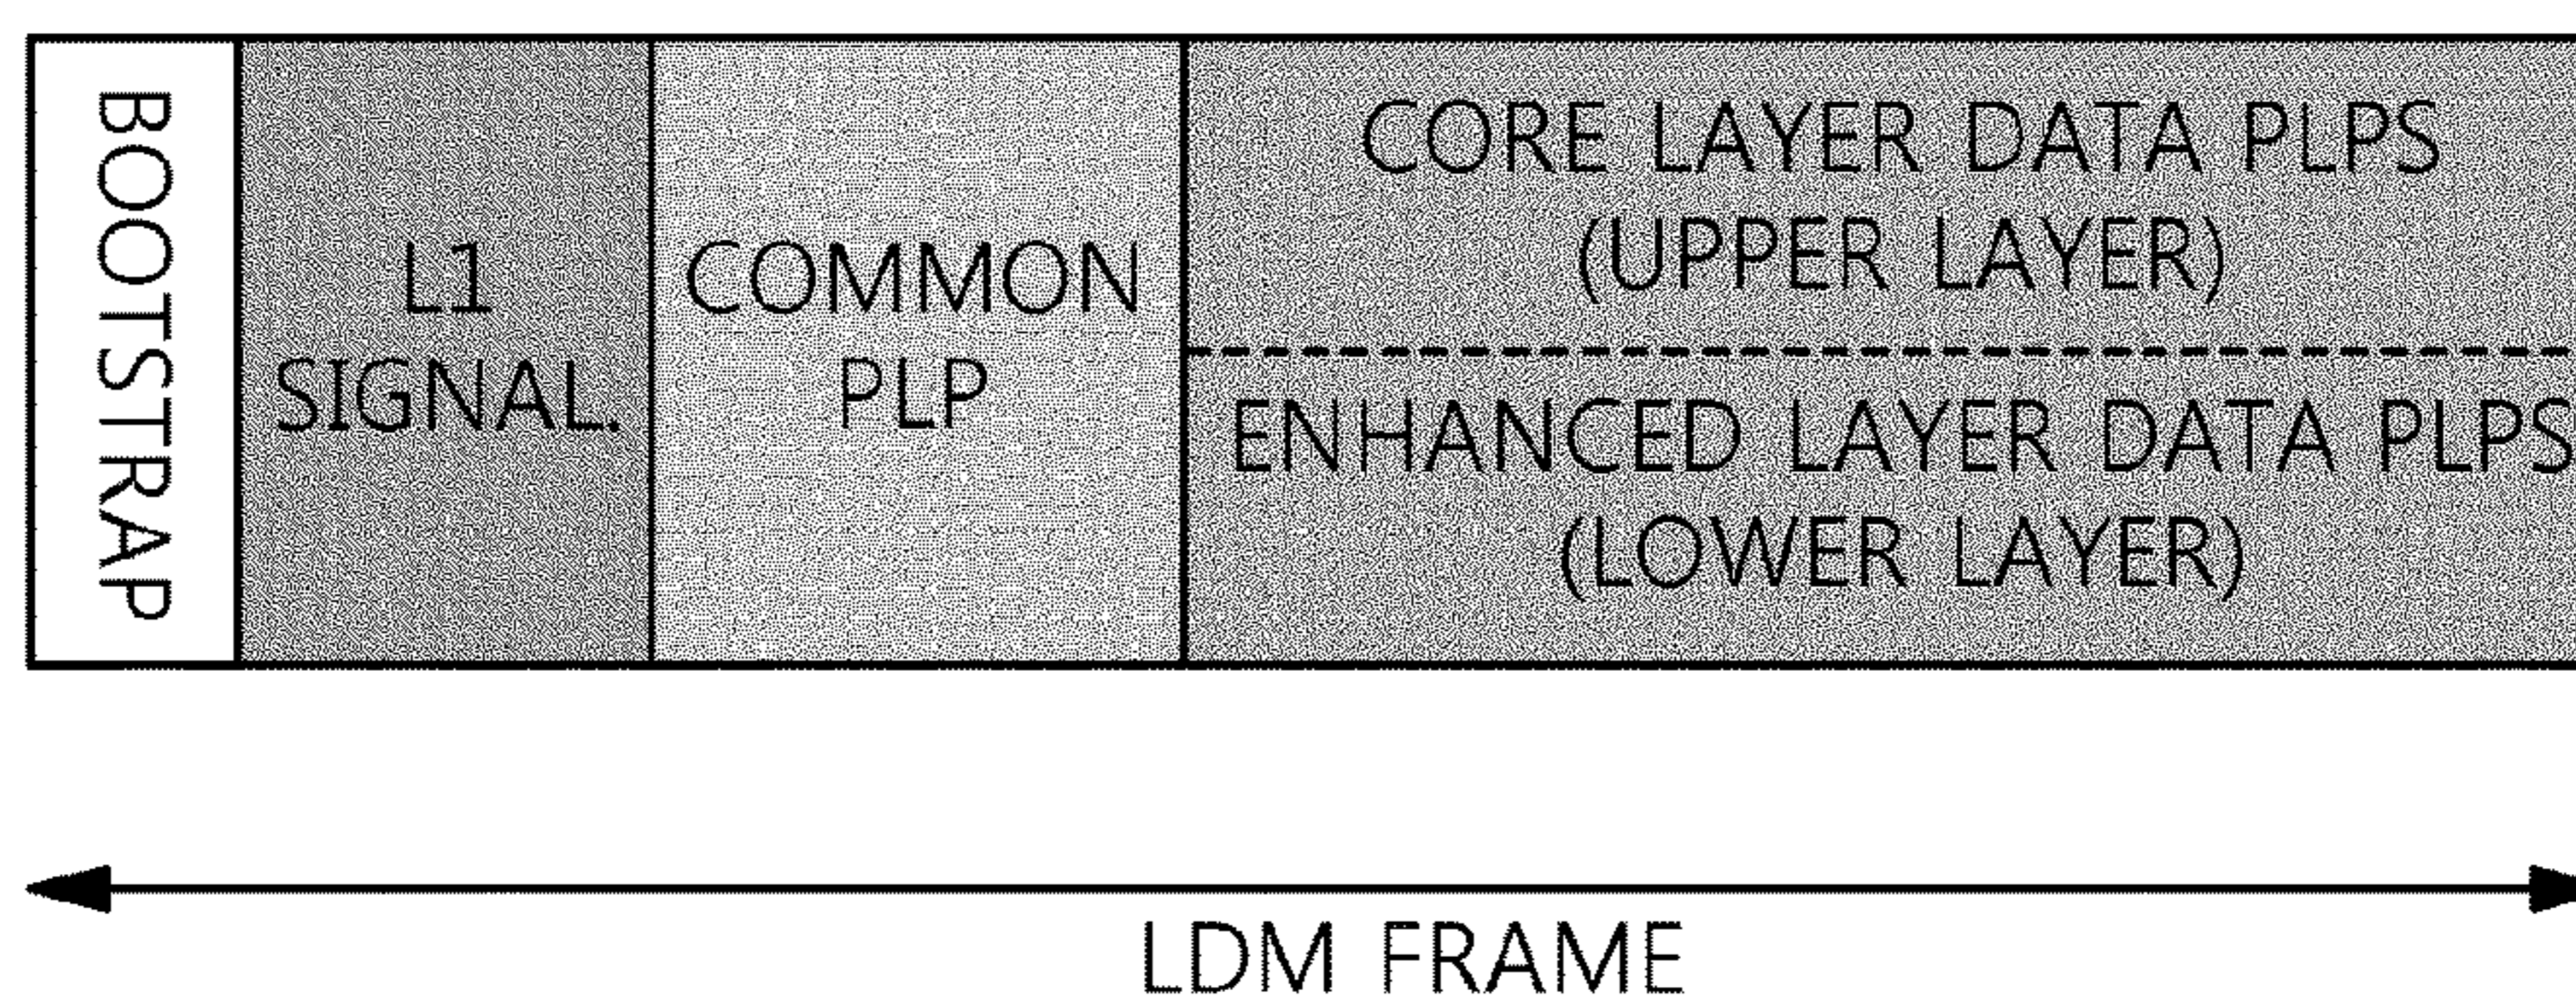 BOOTSTRAP
L1
SIGNAL.
COMMON
PLP
CORE LAYER DATA PLPS
(UPPER LAYER)
ENHANCED LAYER DATA PLPS
(LOWER LAYER)
LDM FRAME